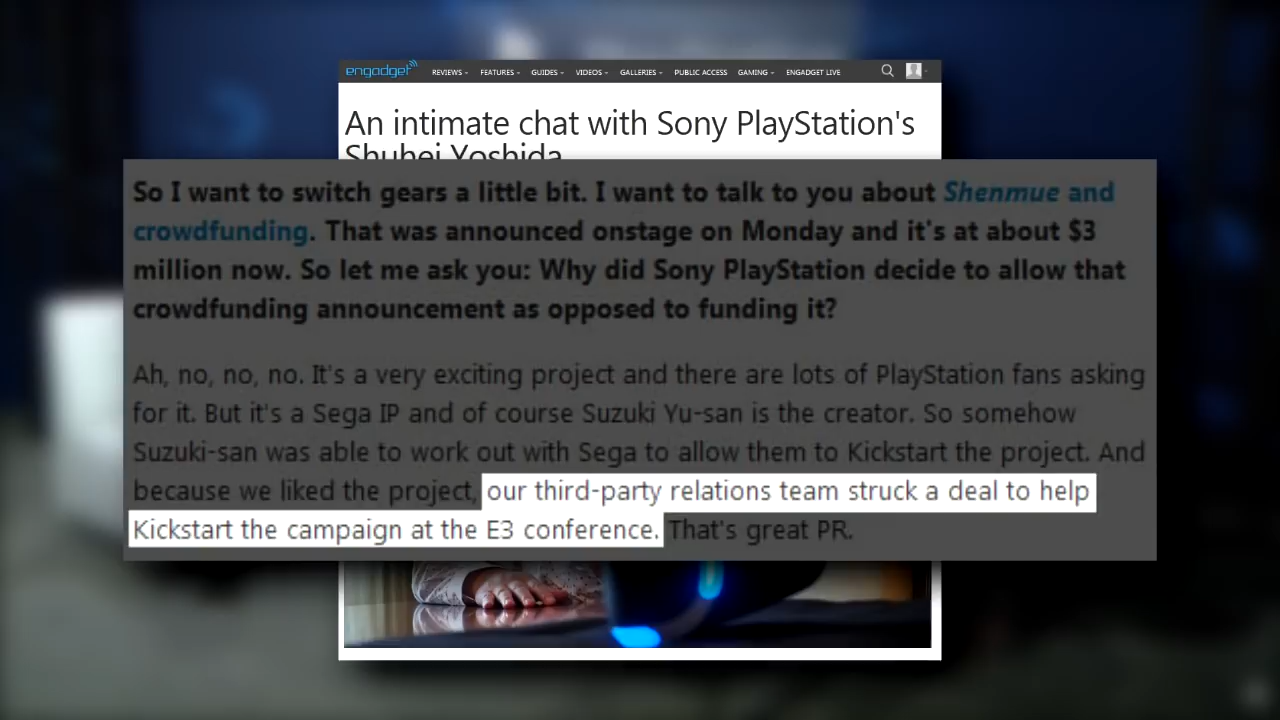 engadget
REVIEWS FEATURES GUIDES VIDEOS GALLERIES PUBLIC ACCESS GAMING ENGADGET LIVE
An intimate chat with Sony PlayStation's
Shuhei Yoshida
So I want to switch gears a little bit. I want to talk to you about Shenmue and
crowdfunding. That was announced onstage on Monday and it's at about $3
million now. So let me ask you: Why did Sony PlayStation decide to allow that
crowdfunding announcement as opposed to funding it?
Ah, no, no, no. It's a very exciting project and there are lots of PlayStation fans asking
for it. But it's a Sega IP and of course Suzuki Yu-san is the creator. So somehow
Suzuki-san was able to work out with Sega to allow them to Kickstart the project. And
because we liked the project, our third-party relations team struck a deal to help
Kickstart the campaign at the E3 conference. That's great PR.